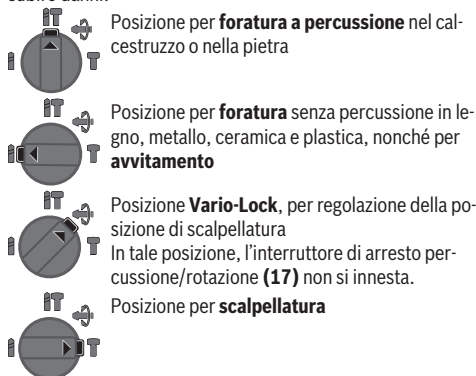 Posizione per foratura a percussione nel cal-
cestruzzo o nella pietra
Posizione per foratura senza percussione in le-
gno, metallo, ceramica e plastica, nonché per
avvitamento
Posizione Vario-Lock, per regolazione della po-
sizione di scalpellatura
In tale posizione, l'interruttore di arresto per-
cussione/rotazione (17) non si innesta.
Posizione per scalpellatura